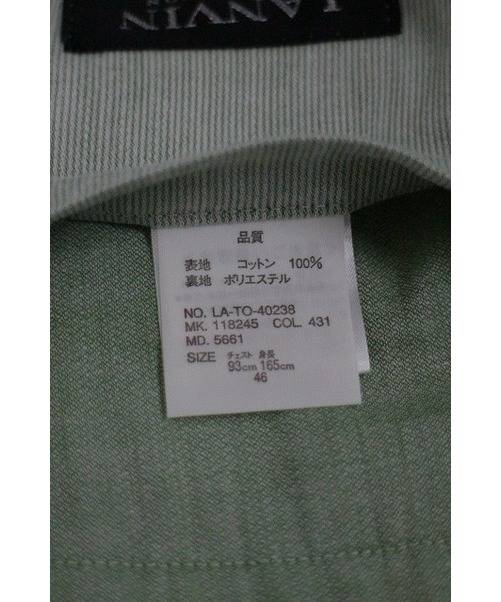 LANVIN
品質
表地 コットン 100%
裏地 ポリエステル
NO. LA-TO-40238
MK. 118245 COL. 431
MD. 5661
SIZE チェスト 身長
93cm 165cm
46